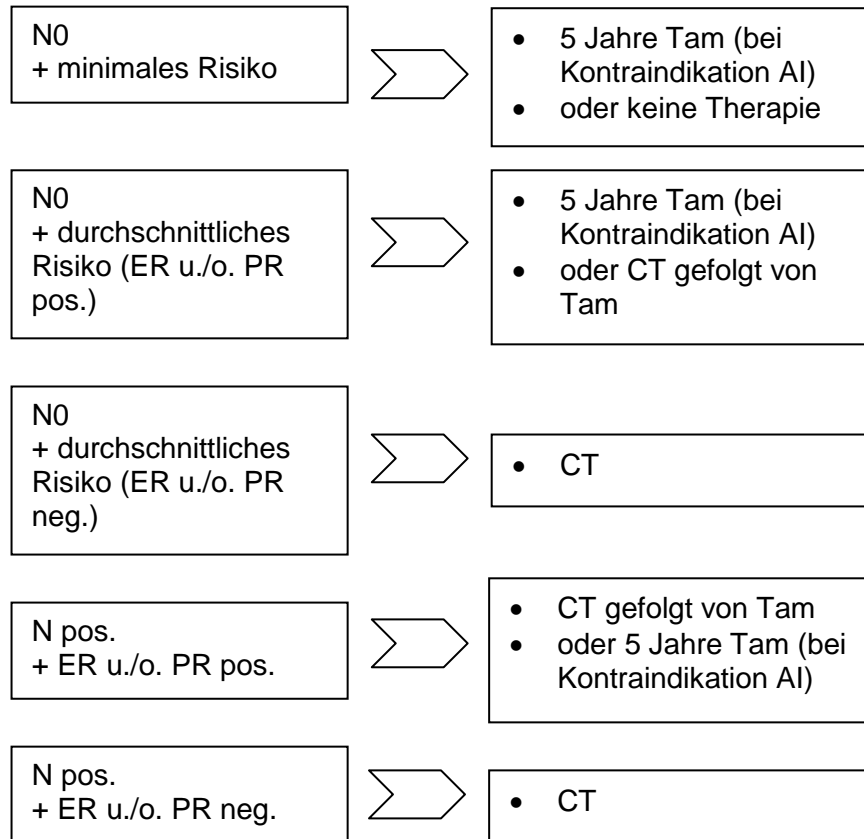 N0
+ minimales Risiko
• 5 Jahre Tam (bei
Kontraindikation AI)
• oder keine Therapie
N0
+ durchschnittliches
Risiko (ER u./o. PR
pos.)
• 5 Jahre Tam (bei
Kontraindikation AI)
• oder CT gefolgt von
Tam
N0
+ durchschnittliches
Risiko (ER u./o. PR
neg.)
• CT
N pos.
+ ER u./o. PR pos.
• CT gefolgt von Tam
• oder 5 Jahre Tam (bei
Kontraindikation AI)
N pos.
+ ER u./o. PR neg.
• CT